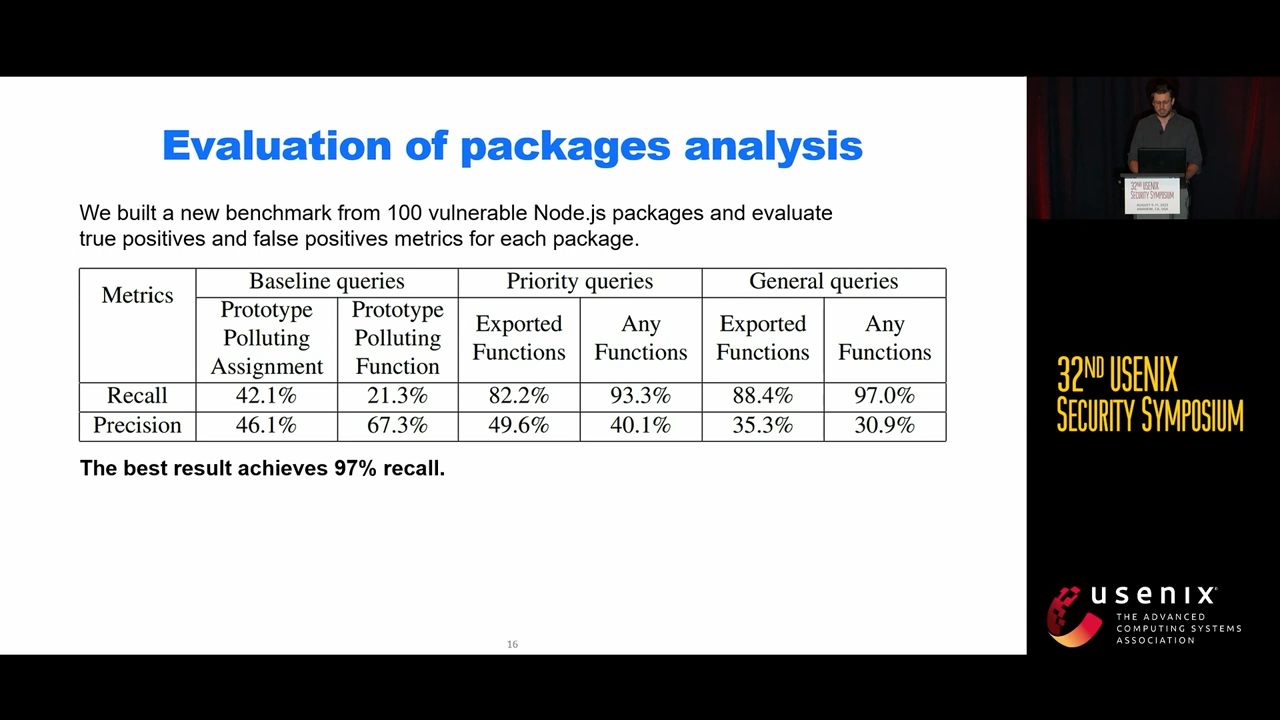 Evaluation of packages analysis
We built a new benchmark from 100 vulnerable Node.js packages and evaluate
true positives and false positives metrics for each package.
Metrics
Baseline queries
Priority queries
General queries
Prototype Polluting Assignment
Prototype Polluting Function
Exported Functions
Any Functions
Exported Functions
Any Functions
Recall 42.1% 21.3% 82.2% 93.3% 88.4% 97.0%
Precision 46.1% 67.3% 49.6% 40.1% 35.3% 30.9%
The best result achieves 97% recall.
16
32ND USENIX
SECURITY SYMPOSIUM
32ND USENIX
SECURITY SYMPOSIUM
usenix
THE ADVANCED
COMPUTING SYSTEMS
ASSOCIATION